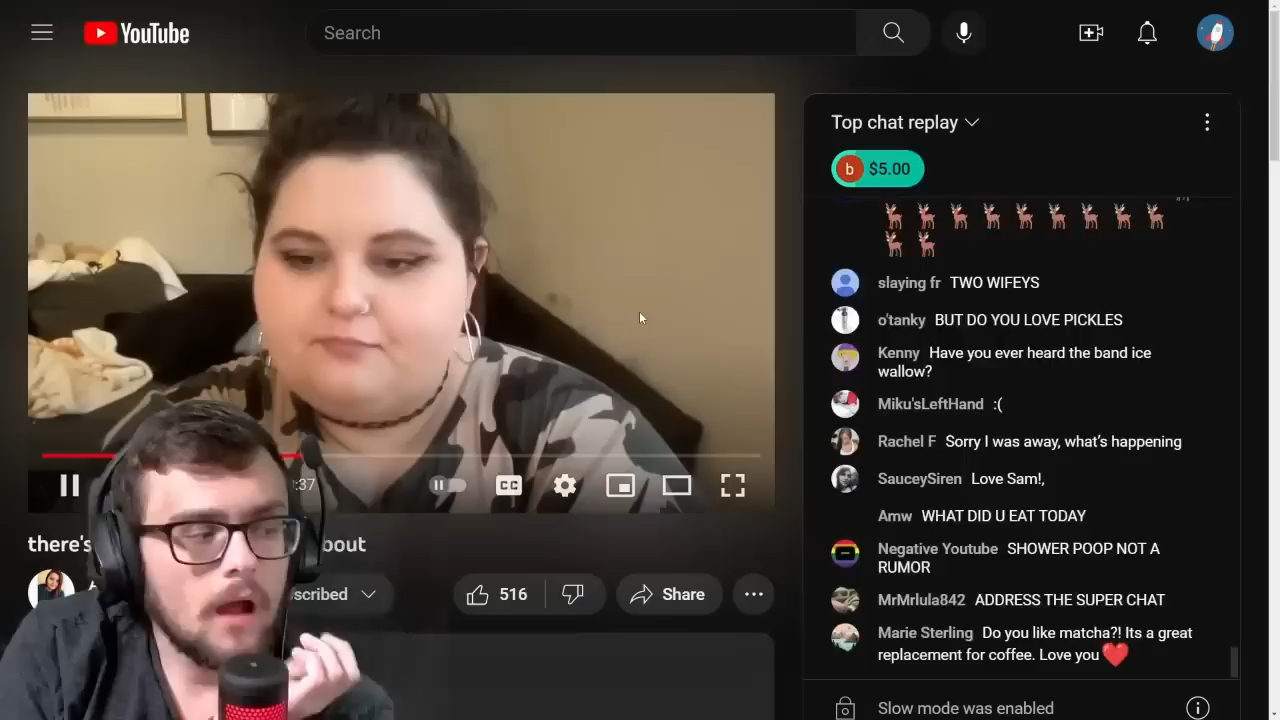 YouTube
Search
Top chat replay
b $5.00
slaying fr TWO WIFEYS
o'tanky BUT DO YOU LOVE PICKLES
Kenny Have you ever heard the band ice
wallow?
Miku'sLeftHand :(
Rachel F Sorry I was away, what's happening
SauceySiren Love Sam!,
Amw WHAT DID U EAT TODAY
Negative Youtube SHOWER POOP NOT A
RUMOR
MrMrlula842 ADDRESS THE SUPER CHAT
Marie Sterling Do you like matcha?! Its a great
replacement for coffee. Love you
Slow mode was enabled
:37
CC
there's bout
scribed
516
Share